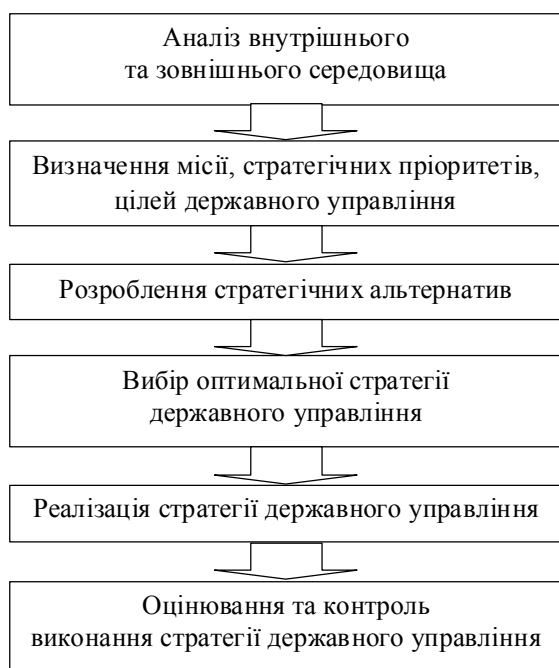 Аналіз внутрішнього
та зовнішнього середовища
Визначення місії, стратегічних пріоритетів,
цілей державного управління
Розроблення стратегічних альтернатив
Вибір оптимальної стратегії
державного управління
Реалізація стратегії державного управління
Оцінювання та контроль
виконання стратегії державного управління